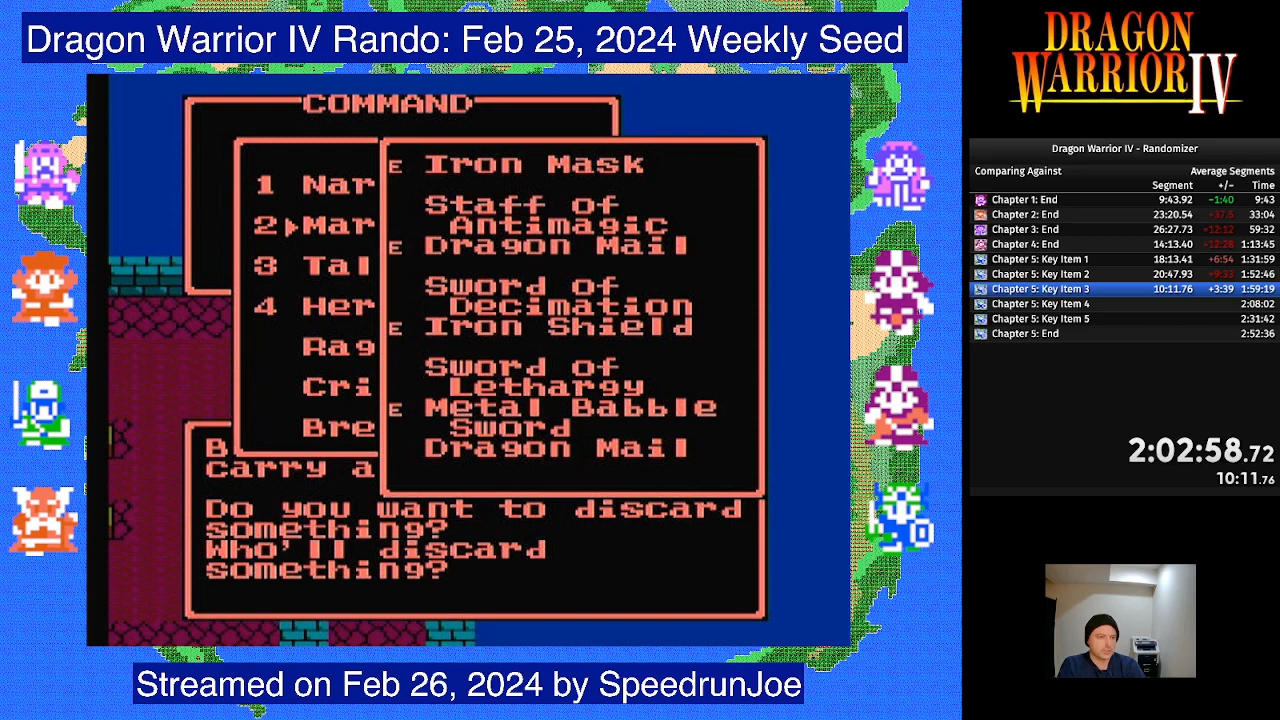 Dragon Warrior IV Rando: Feb 25, 2024 Weekly Seed
COMMAND
1 Nar
2 Mar
3 Tal
4 Her
Rag
Cri
Bre
E Iron Mask
Staff of
Antimagic
E Dragon Mail
Sword of
Decimation
E Iron Shield
Sword of
Lethargy
E Metal Babble
Sword
Dragon Mail
B
carry a
Do you want to discard
something?
Who'll discard
something?
Streamed on Feb 26, 2024 by SpeedrunJoe
DRAGON
WARRIOR IV
Dragon Warrior IV - Randomizer
Comparing Against Average Segments
Segment +/- Time
Chapter 1: End 9:43.92 -1:40 9:43
Chapter 2: End 23:20.54 +37.5 33:04
Chapter 3: End 26:27.73 +12:12 59:32
Chapter 4: End 14:13.40 +12:28 1:13:45
Chapter 5: Key Item 1 18:13.41 +6:54 1:31:59
Chapter 5: Key Item 2 20:47.93 +9:33 1:52:46
Chapter 5: Key Item 3 10:11.76 +3:39 1:59:19
Chapter 5: Key Item 4 2:08:02
Chapter 5: Key Item 5 2:31:42
Chapter 5: End 2:52:36
2:02:58.72
10:11.76